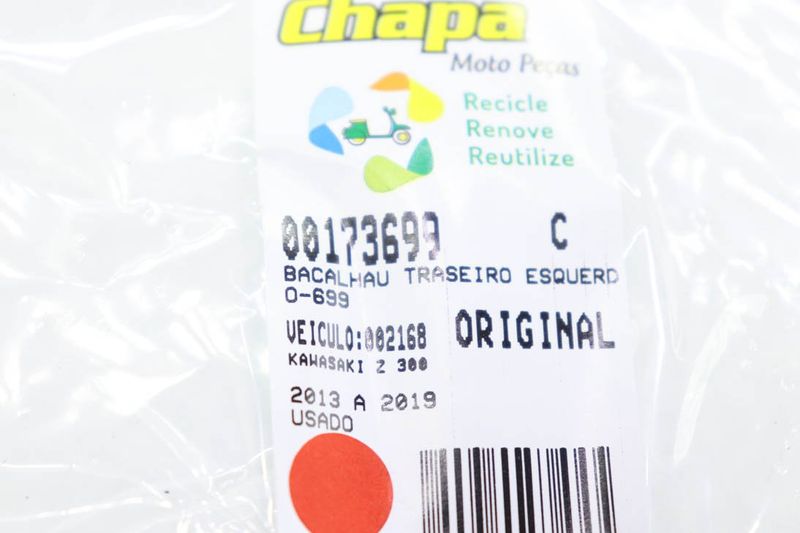 Chapa
Moto Peças
Recicle
Renove
Reutilize
00173699 C
BACALHAU TRASEIRO ESQUERD
O-699
VEICULO:002168 ORIGINAL
KAWASAKI Z 300
2013 A 2019
USADO